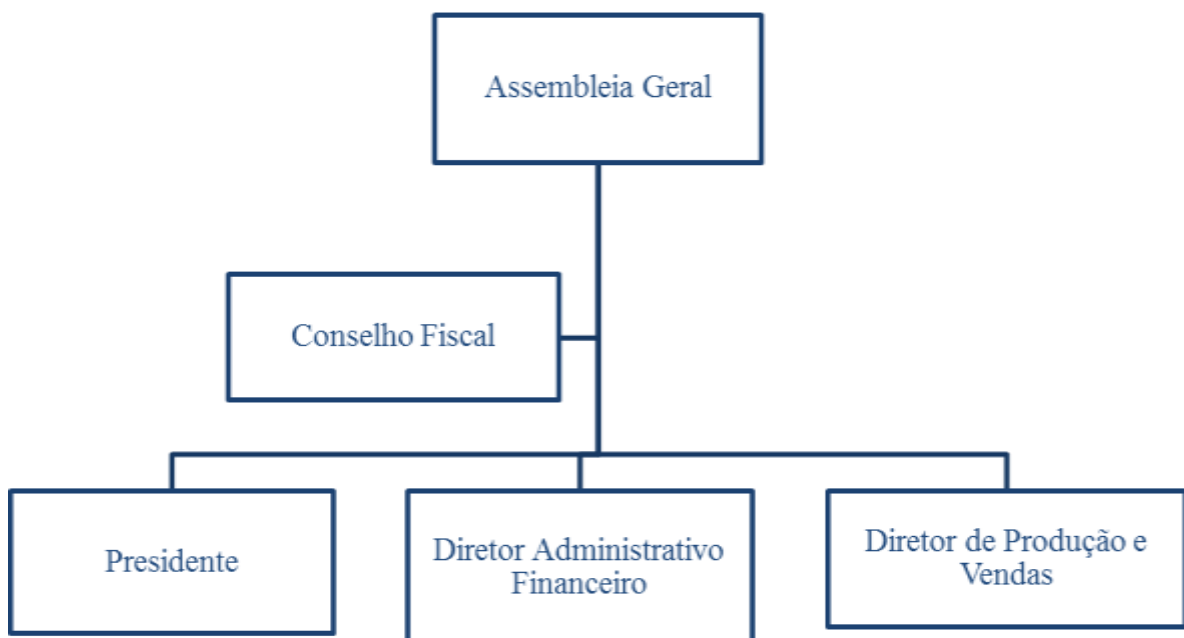 Assembleia Geral
Conselho Fiscal
Presidente
Diretor Administrativo
Financeiro
Diretor de Produção e
Vendas